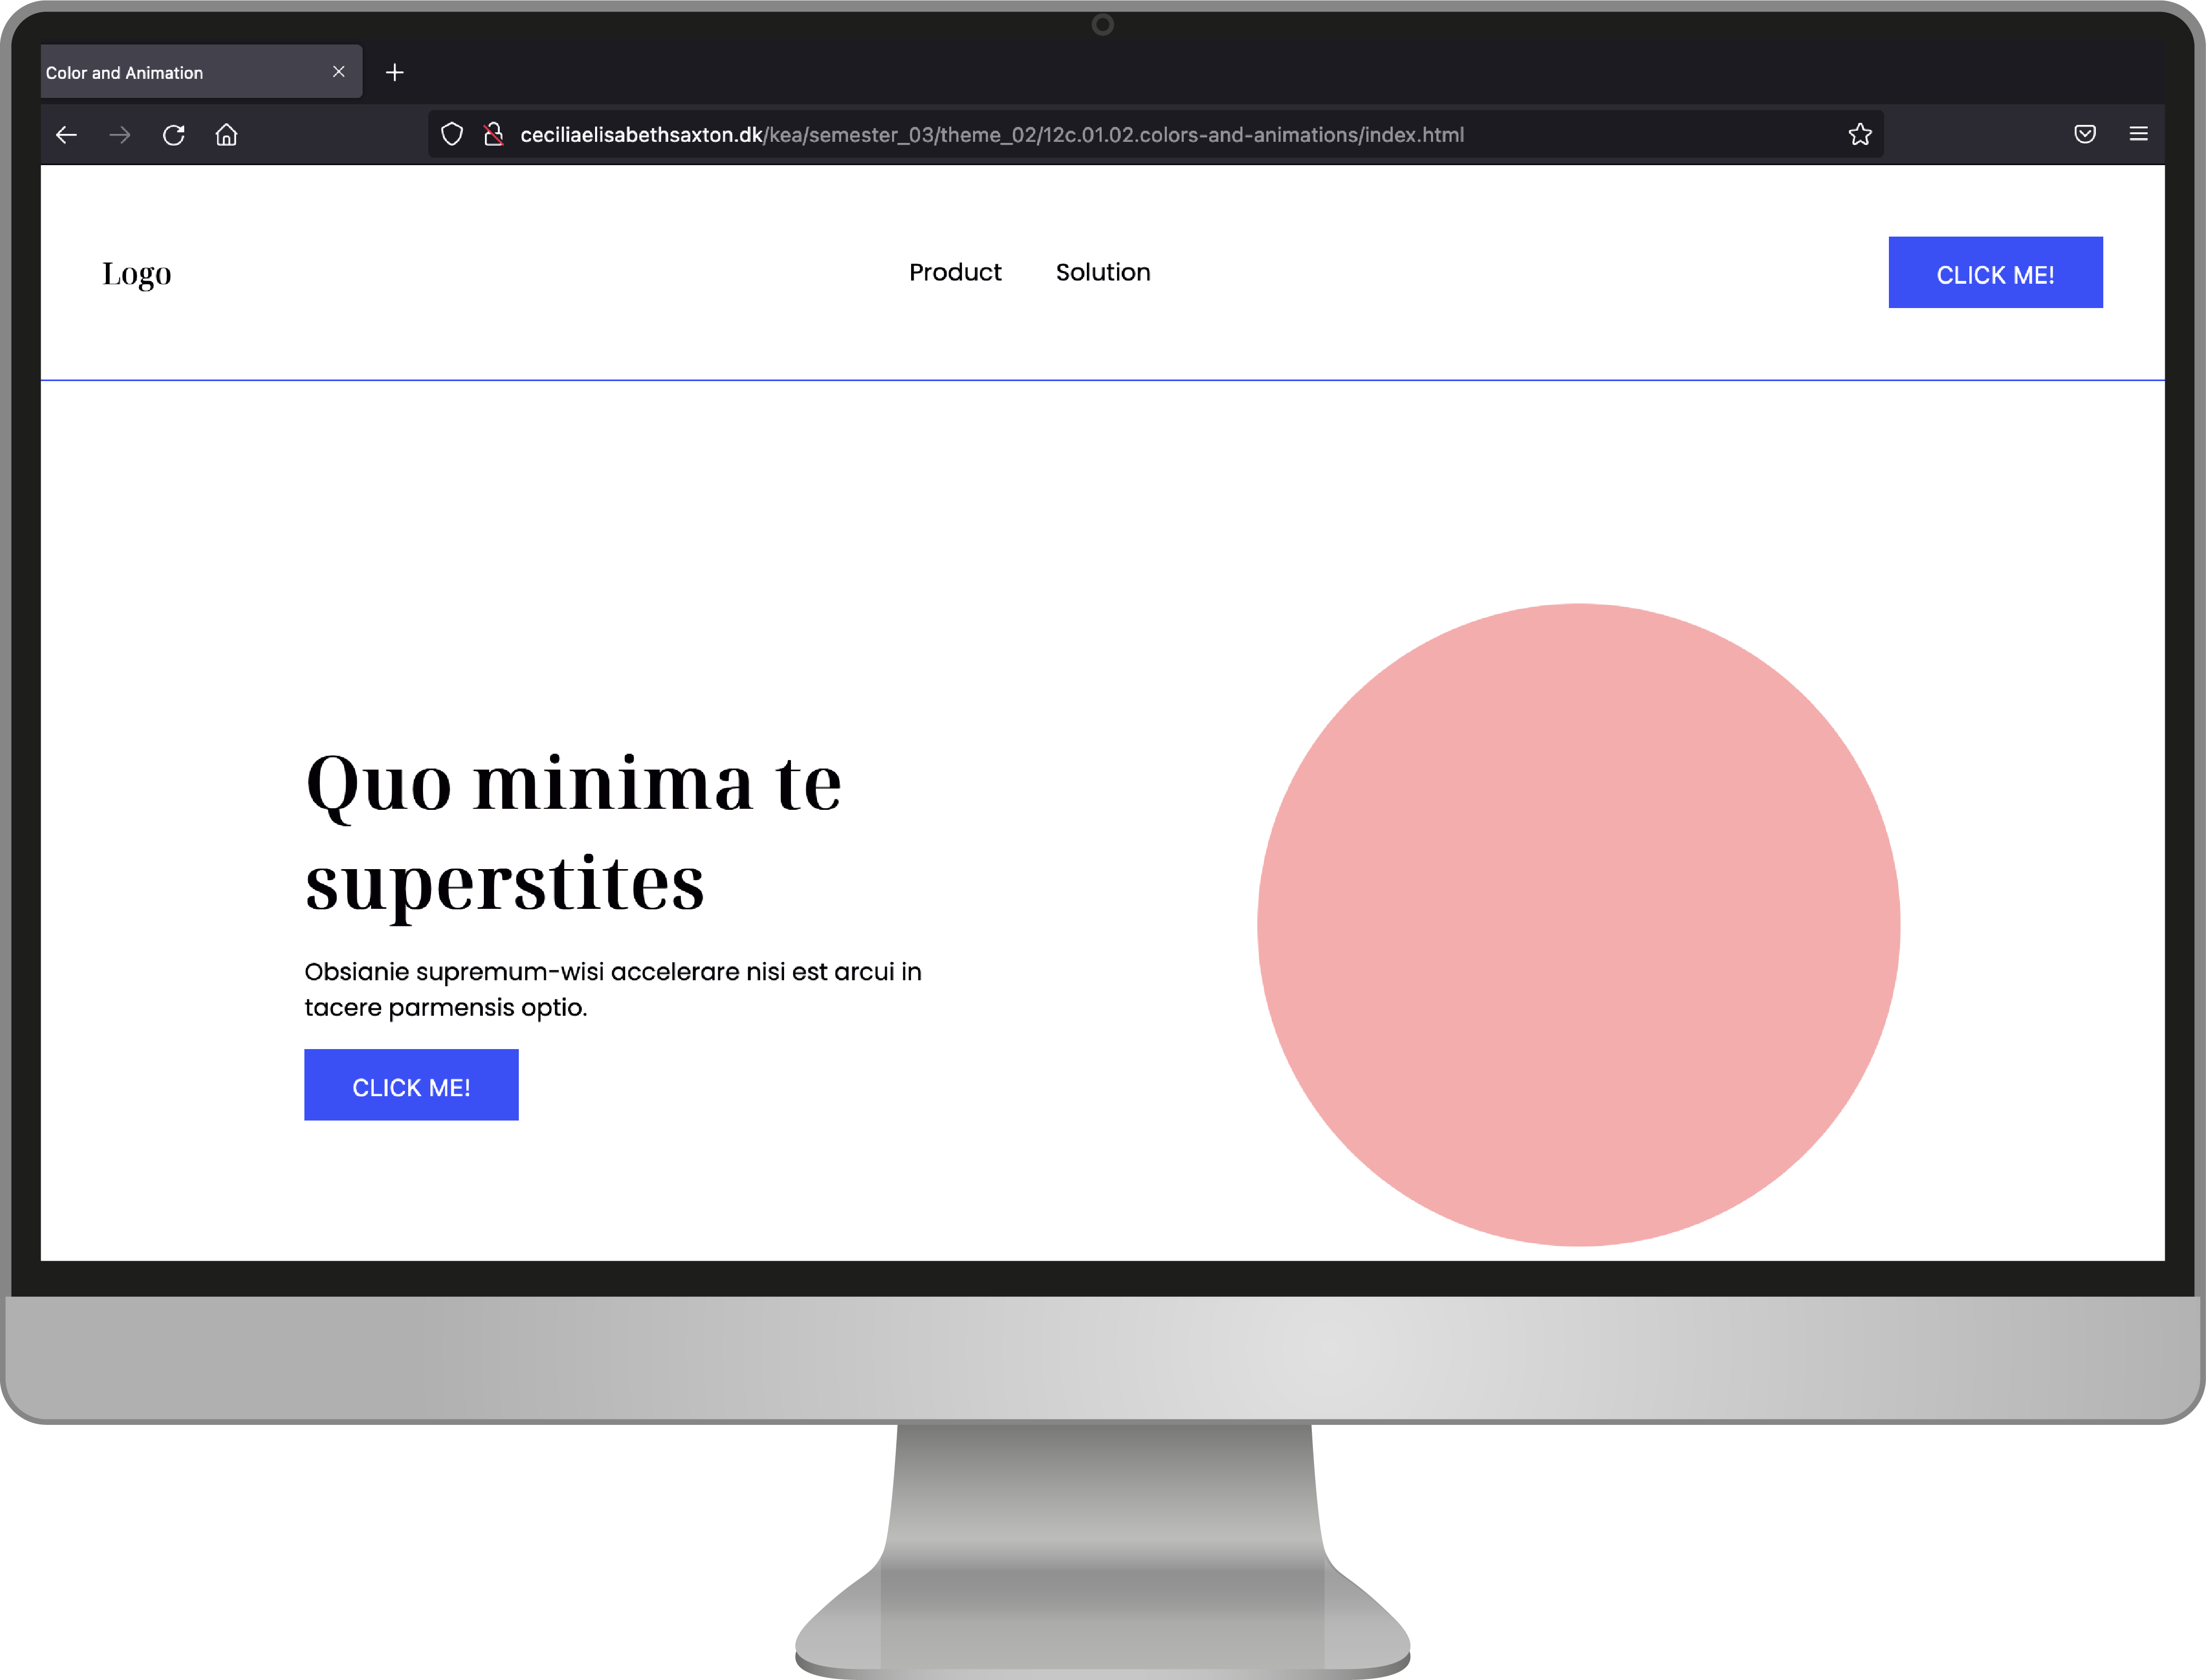 Color and Animation
ceciliaelisabethsaxton.dk/kea/semester_03/theme_02/12c.01.02.colors-and-animations/index.html
Logo
Product
Solution
CLICK ME!
Quo minima te
superstites
Obsianie supremum-wisi accelerare nisi est arcui in
tacere parmensis optio.
CLICK ME!